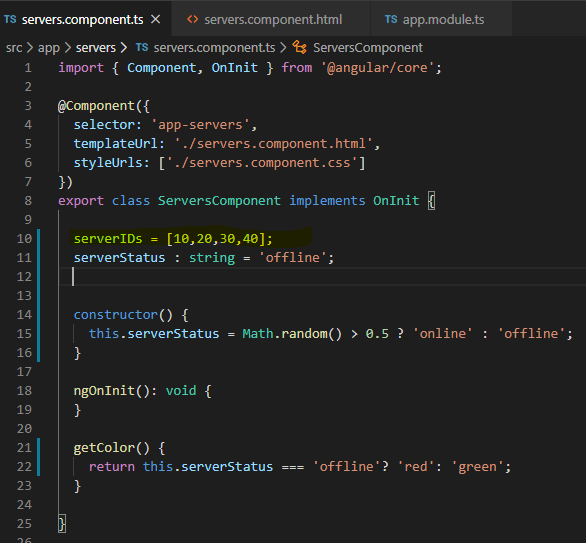 TS servers.component.ts × <> servers.component.html TS app.module.ts
src > app > servers > TS servers.component.ts > ServersComponent
1 import { Component, OnInit } from '@angular/core';
2
3 @Component({
4 selector: 'app-servers',
5 templateUrl: './servers.component.html',
6 styleUrls: ['./servers.component.css']
7 })
8 export class ServersComponent implements OnInit {
9
10 serverIDs = [10,20,30,40];
11 serverStatus : string = 'offline';
12
13
14 constructor() {
15 this.serverStatus = Math.random() > 0.5 ? 'online' : 'offline';
16 }
17
18 ngOnInit(): void {
19 }
20
21 getColor() {
22 return this.serverStatus === 'offline'? 'red': 'green';
23 }
24
25 }
26